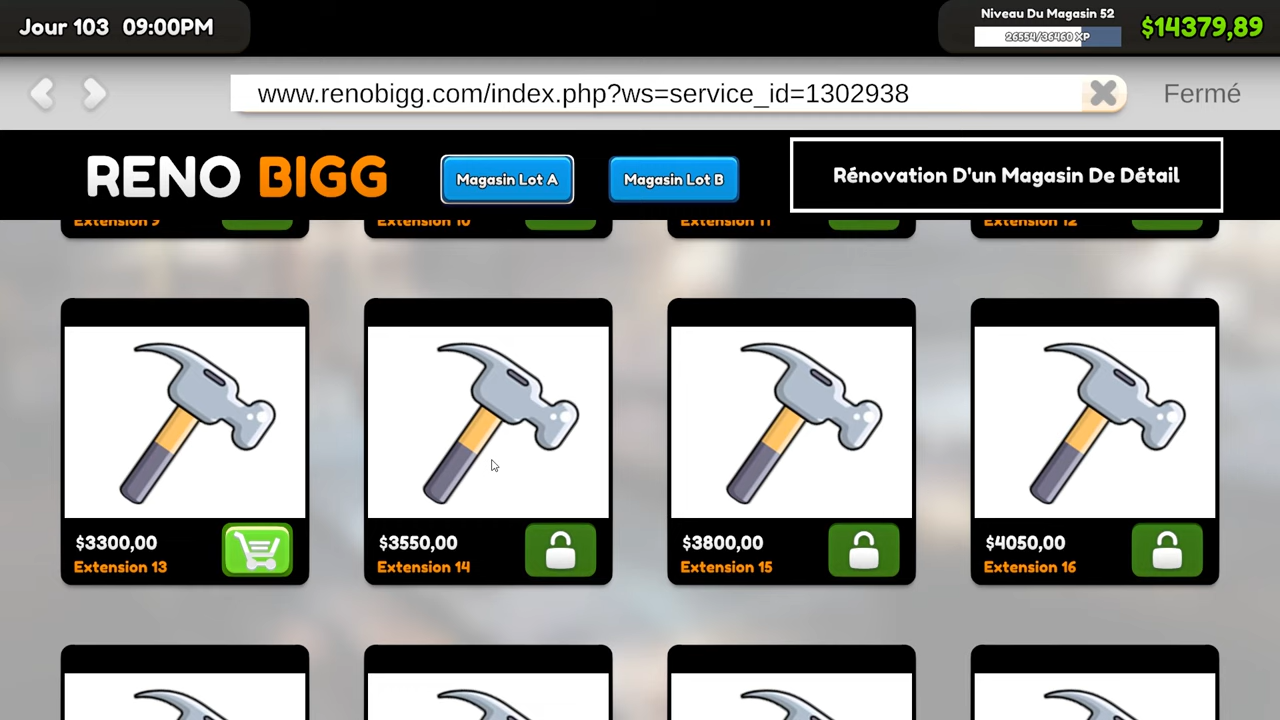 Jour 103 09:00PM
Niveau Du Magasin 52
26554/36460 XP
$14379,89
www.renobigg.com/index.php?ws=service_id=1302938
Fermé
RENO BIGG
Magasin Lot A
Magasin Lot B
Rénovation D'un Magasin De Détail
Extension 9
Extension 10
Extension 11
Extension 12
$3300,00
Extension 13
$3550,00
Extension 14
$3800,00
Extension 15
$4050,00
Extension 16